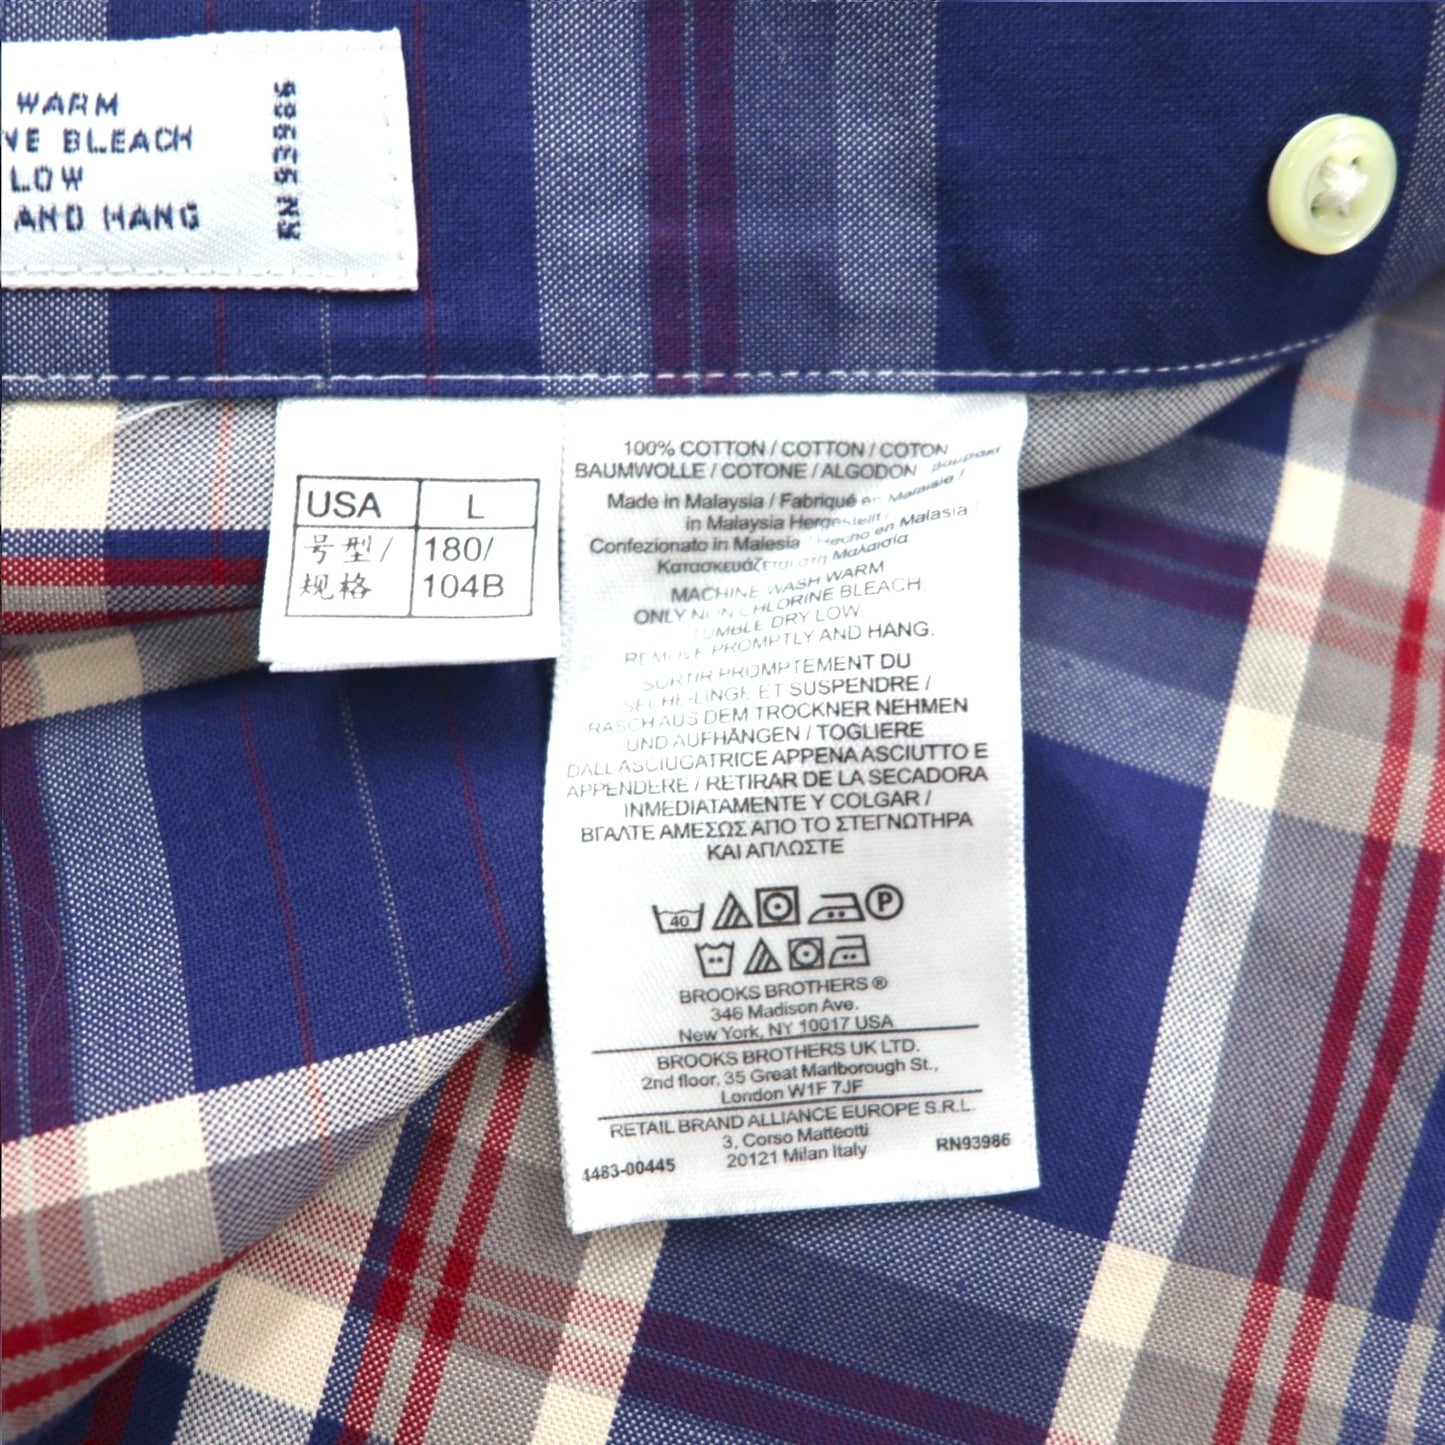 WARM
BLEACH
LOW
AND HANG
RN 93986
USA L
号型/ 180/
规格 104B
100% COTTON / COTTON / COTON
BAUMWOLLE / COTONE / ALGODON
Made in Malaysia / Fabriqué en Malaisie /
in Malaysia Hergestellt /
Confezionato in Malesia / Hecho en Malasia /
Κατασκευάζεται στη Μαλαισία
MACHINE WASH WARM
ONLY NON CHLORINE BLEACH.
TUMBLE DRY LOW.
REMOVE PROMPTLY AND HANG.
SORTIR PROMPTEMENT DU
SECHE-LINGE ET SUSPENDRE /
RASCH AUS DEM TROCKNER NEHMEN
UND AUFHÄNGEN / TOGLIERE
DALL ASCIUGATRICE APPENA ASCIUTTO E
APPENDERE / RETIRAR DE LA SECADORA
INMEDIATAMENTE Y COLGAR /
ΒΓΑΛΤΕ ΑΜΕΣΩΣ ΑΠΟ ΤΟ ΣΤΕΓΝΩΤΗΡΑ
ΚΑΙ ΑΠΛΩΣΤΕ
40 P
BROOKS BROTHERS ®
346 Madison Ave.
New York, NY 10017 USA
BROOKS BROTHERS UK LTD.
2nd floor, 35 Great Marlborough St.,
London W1F 7JF
RETAIL BRAND ALLIANCE EUROPE S.R.L.
3, Corso Matteotti
20121 Milan Italy
4483-00445 RN93986